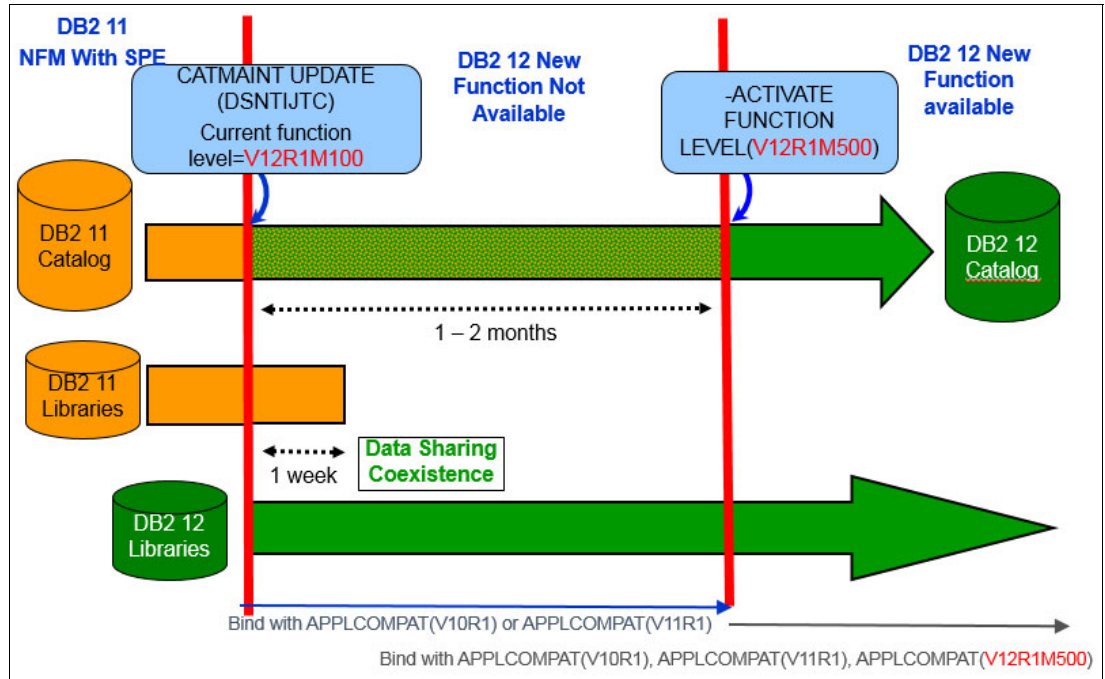 DB2 11
NFM With SPE
CATMAINT UPDATE
(DSNTIJTC)
Current function
level=V12R1M100
DB2 12 New
Function Not
Available
-ACTIVATE
FUNCTION
LEVEL(V12R1M500)
DB2 12 New
Function
available
DB2 11
Catalog
DB2 12
Catalog
1 – 2 months
DB2 11
Libraries
1 week
Data Sharing
Coexistence
DB2 12
Libraries
Bind with APPLCOMPAT(V10R1) or APPLCOMPAT(V11R1)
Bind with APPLCOMPAT(V10R1), APPLCOMPAT(V11R1), APPLCOMPAT(V12R1M500)